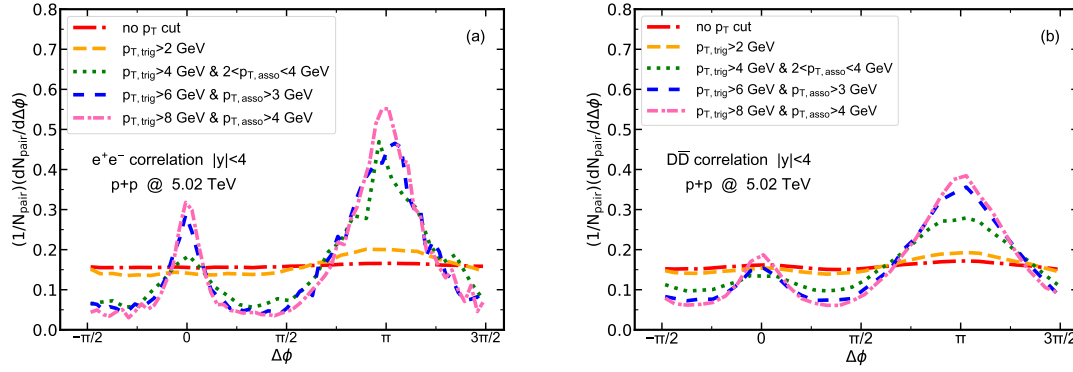 0.8
0.7
0.6
0.5
0.4
0.3
0.2
0.1
0.0
(1/N_pair)(dN_pair/dΔϕ)
no p_T cut
p_T,trig>2 GeV
p_T,trig>4 GeV & 2<p_T,asso<4 GeV
p_T,trig>6 GeV & p_T,asso>3 GeV
p_T,trig>8 GeV & p_T,asso>4 GeV
(a)
e⁺e⁻ correlation |y|<4
p+p @ 5.02 TeV
−π/2 0 π/2 π 3π/2
Δϕ
0.8
0.7
0.6
0.5
0.4
0.3
0.2
0.1
0.0
(1/N_pair)(dN_pair/dΔϕ)
no p_T cut
p_T,trig>2 GeV
p_T,trig>4 GeV & 2<p_T,asso<4 GeV
p_T,trig>6 GeV & p_T,asso>3 GeV
p_T,trig>8 GeV & p_T,asso>4 GeV
(b)
DD̅ correlation |y|<4
p+p @ 5.02 TeV
−π/2 0 π/2 π 3π/2
Δϕ